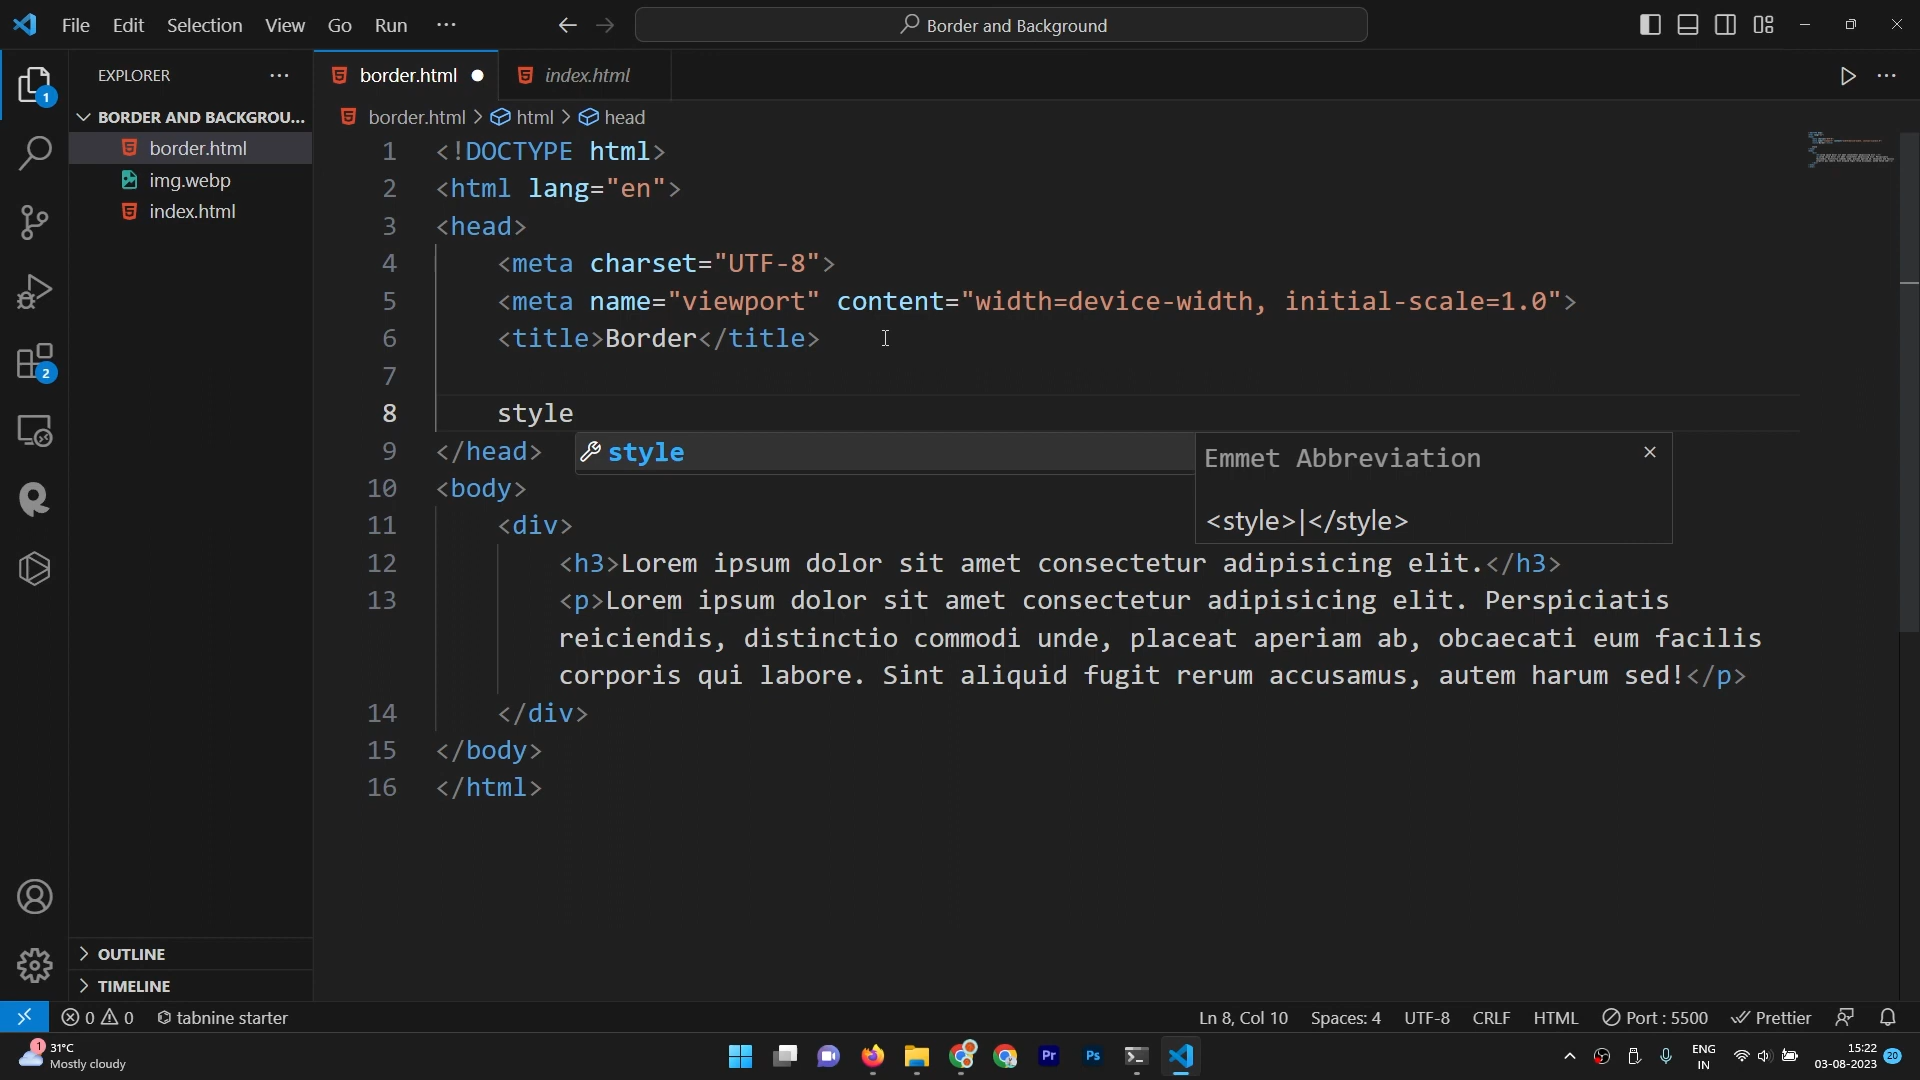 File Edit Selection View Go Run ···
Border and Background
EXPLORER ···
border.html
index.html
BORDER AND BACKGROU...
border.html > html > head
border.html
img.webp
index.html
1
2
1 <!DOCTYPE html>
2 <html lang="en">
3 <head>
4 <meta charset="UTF-8">
5 <meta name="viewport" content="width=device-width, initial-scale=1.0">
6 <title>Border</title>
7
8 style
9 </head>
style
Emmet Abbreviation
<style>|</style>
10 <body>
11 <div>
12 <h3>Lorem ipsum dolor sit amet consectetur adipisicing elit.</h3>
13 <p>Lorem ipsum dolor sit amet consectetur adipisicing elit. Perspiciatis
reiciendis, distinctio commodi unde, placeat aperiam ab, obcaecati eum facilis
corporis qui labore. Sint aliquid fugit rerum accusamus, autem harum sed!</p>
14 </div>
15 </body>
16 </html>
OUTLINE
TIMELINE
0 0 tabnine starter Ln 8, Col 10 Spaces: 4 UTF-8 CRLF HTML Port : 5500 Prettier
1
31°C
Mostly cloudy
Pr
Ps
ENG
IN
15:22
03-08-2023
20